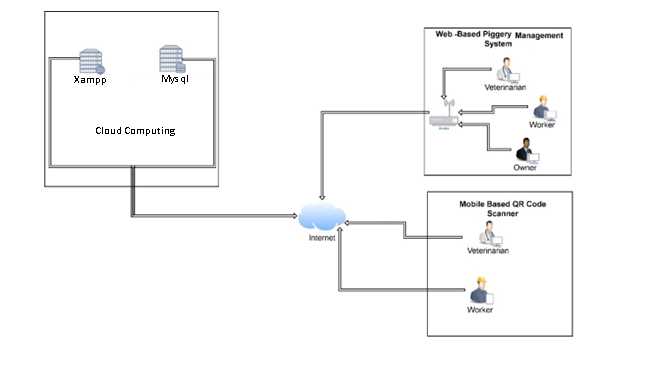 Xampp
Mysql
Cloud Computing
Internet
Web -Based Piggery Management
System
Veterinarian
Worker
Owner
Mobile Based QR Code
Scanner
Veterinarian
Worker